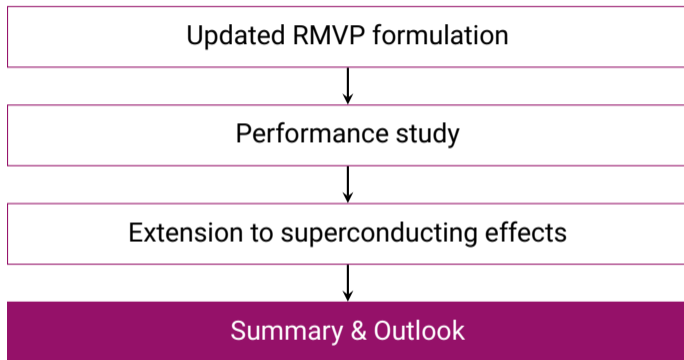 Updated RMVP formulation
Performance study
Extension to superconducting effects
Summary & Outlook